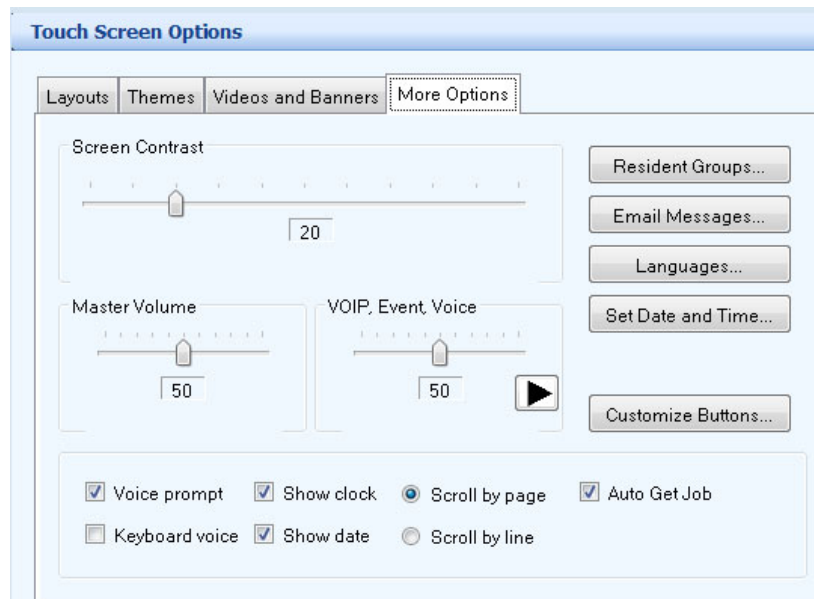 Touch Screen Options
Layouts Themes Videos and Banners More Options
Screen Contrast
20
Resident Groups...
Email Messages...
Languages...
Set Date and Time...
Customize Buttons...
Master Volume
50
VOIP, Event, Voice
50
Voice prompt Show clock Scroll by page Auto Get Job
Keyboard voice Show date Scroll by line